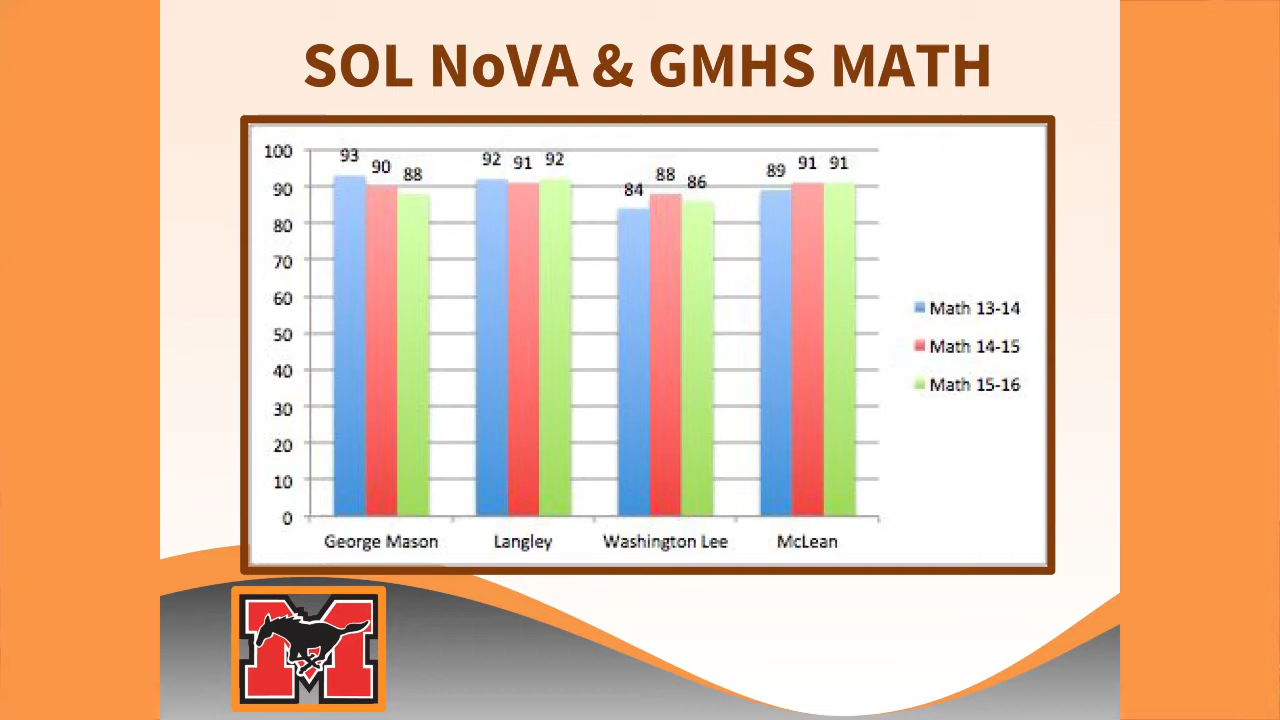 SOL NoVA & GMHS MATH
100
90
80
70
60
50
40
30
20
10
0
93 90 88
92 91 92
84 88 86
89 91 91
George Mason Langley Washington Lee McLean
Math 13-14
Math 14-15
Math 15-16
M